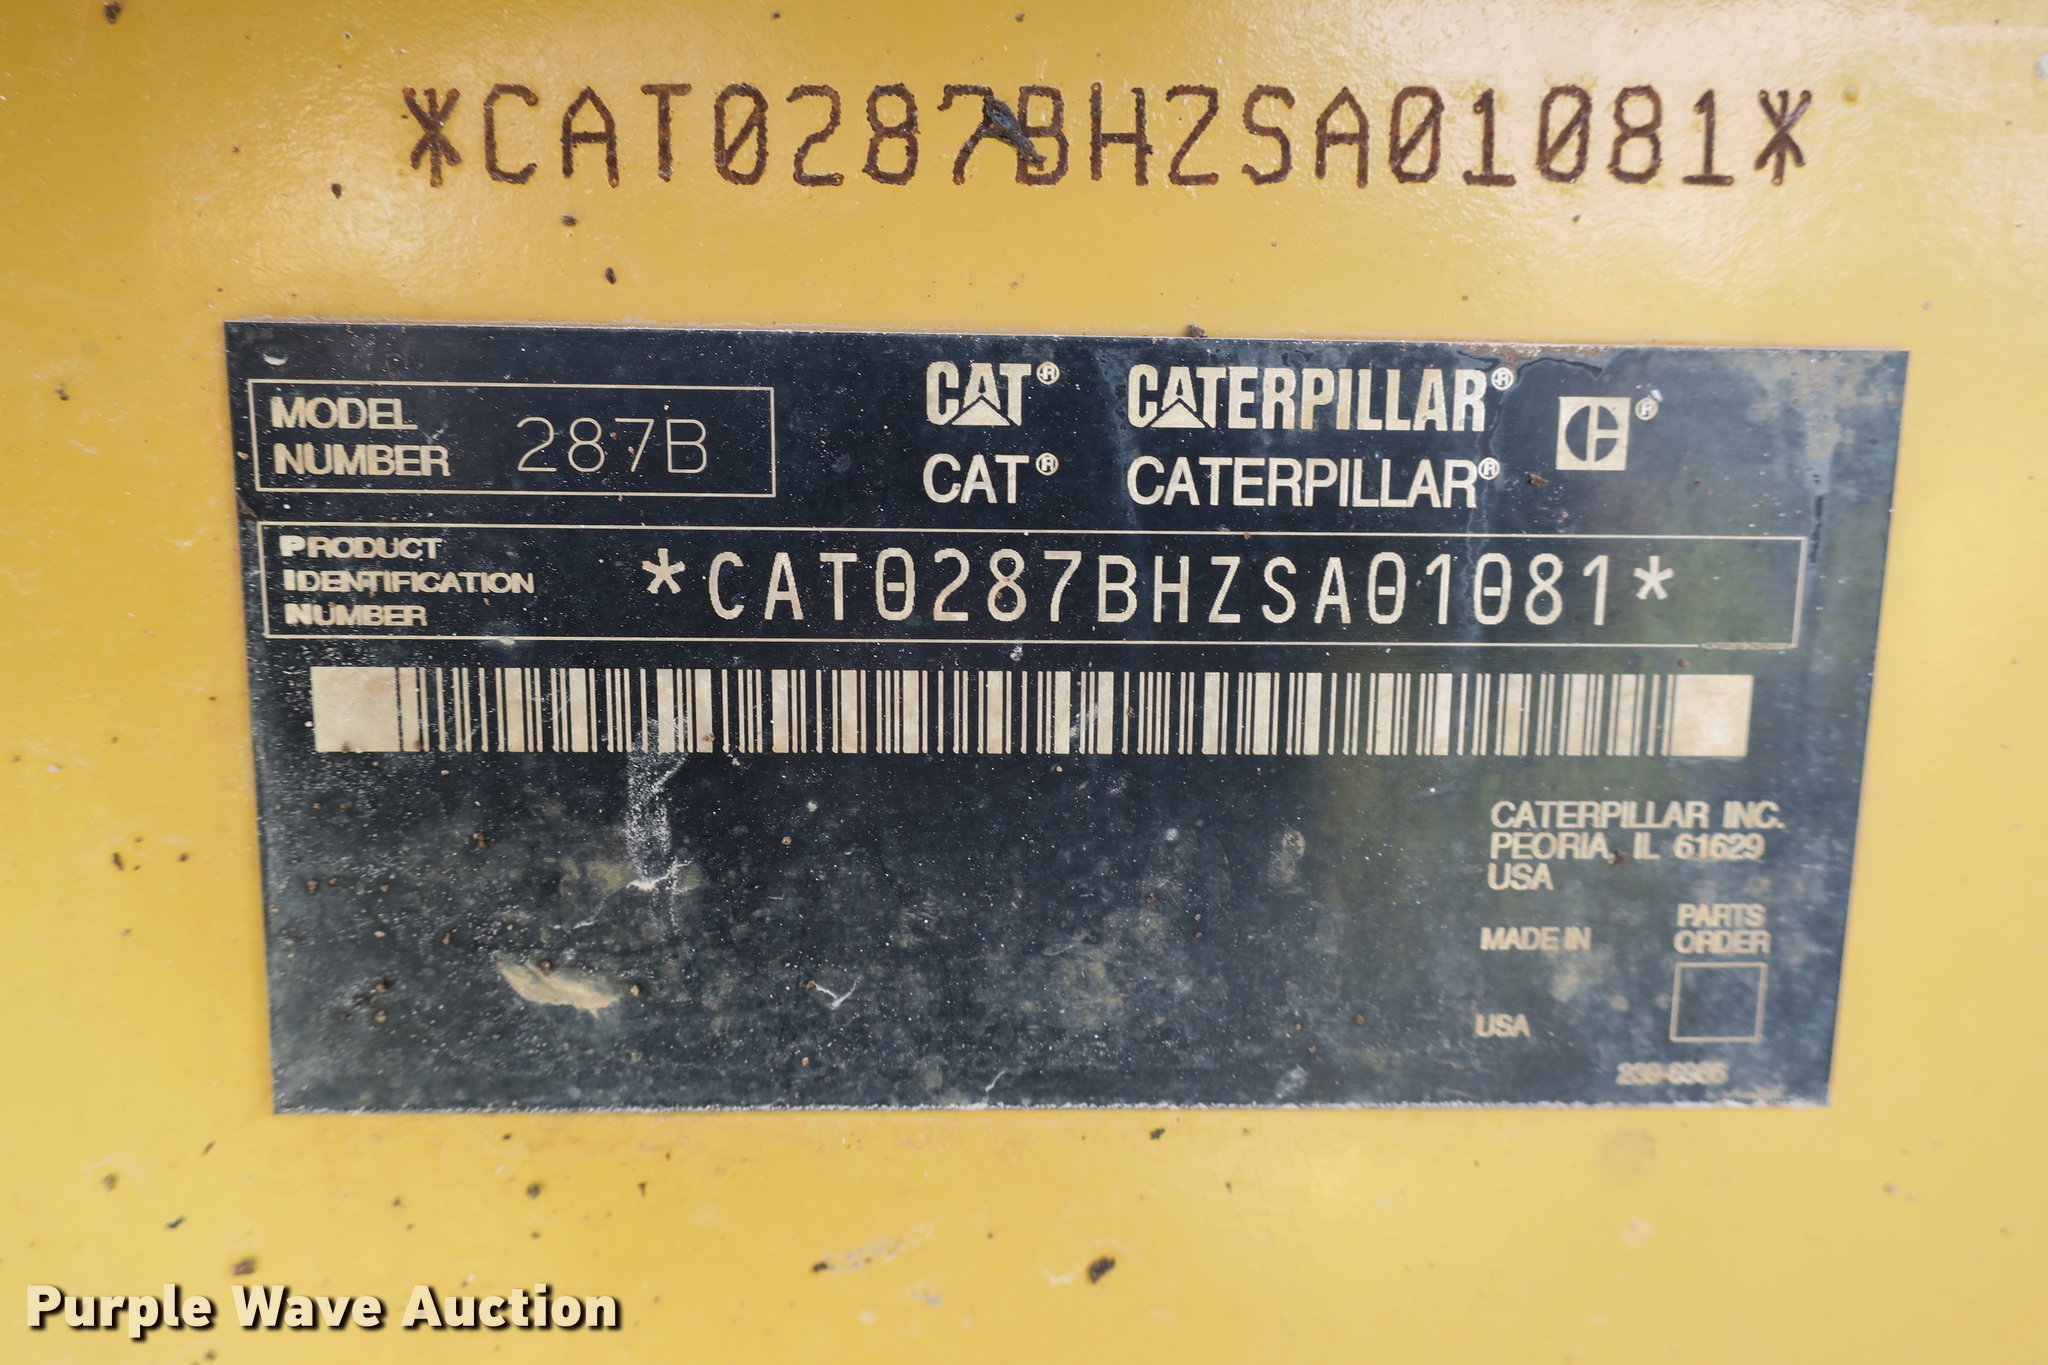 *CAT0287BHZSA01081*
MODEL
NUMBER 287B
CAT® CATERPILLAR® ®
CAT® CATERPILLAR®
PRODUCT
IDENTIFICATION
NUMBER
*CAT0287BHZSA01081*
CATERPILLAR INC.
PEORIA, IL 61629
USA
MADE IN
PARTS
ORDER
USA
Purple Wave Auction